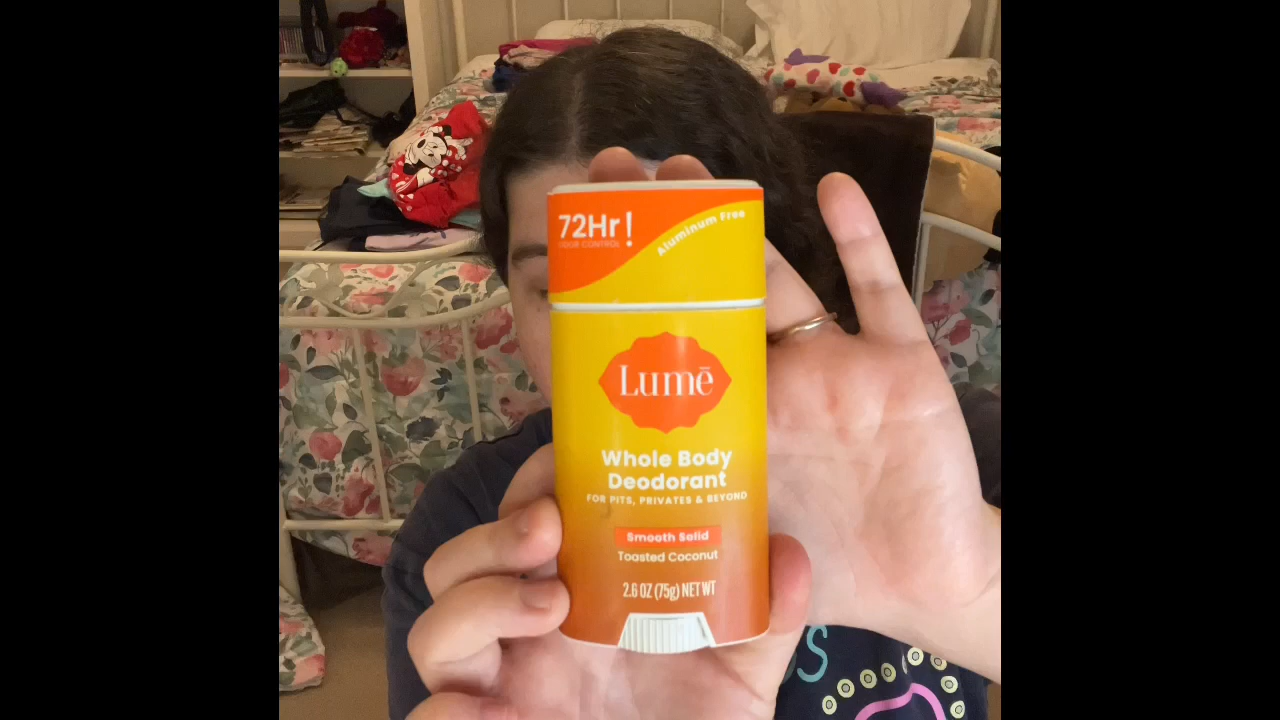 72Hr!
ODOR CONTROL
Aluminum Free
Lumē
Whole Body
Deodorant
FOR PITS, PRIVATES & BEYOND
Smooth Solid
Toasted Coconut
2.6 OZ (75g) NET WT